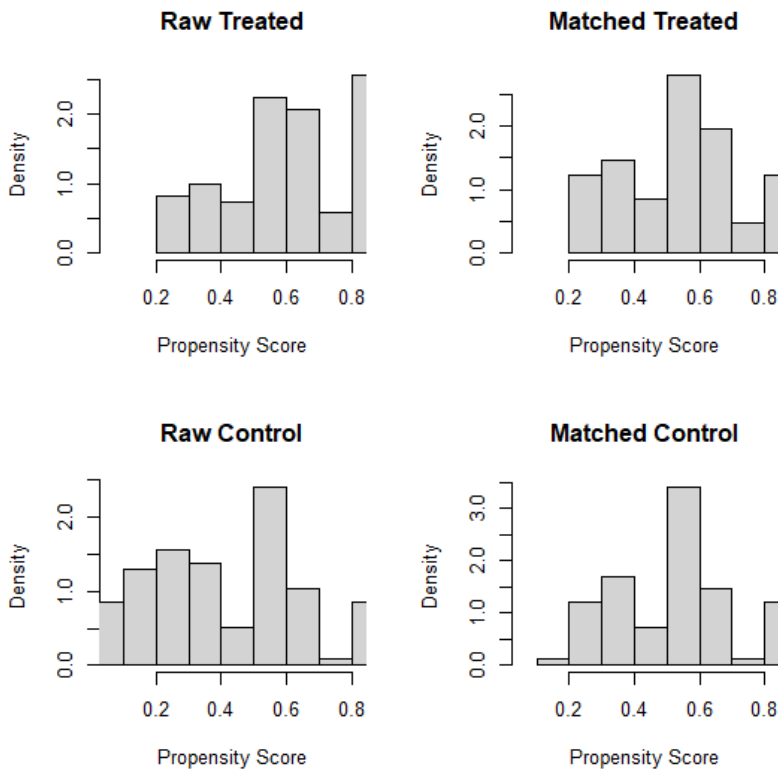 Raw Treated
Density
0.0 1.0 2.0
0.2 0.4 0.6 0.8
Propensity Score
Matched Treated
Density
0.0 1.0 2.0
0.2 0.4 0.6 0.8
Propensity Score
Raw Control
Density
0.0 1.0 2.0
0.2 0.4 0.6 0.8
Propensity Score
Matched Control
Density
0.0 1.0 2.0 3.0
0.2 0.4 0.6 0.8
Propensity Score